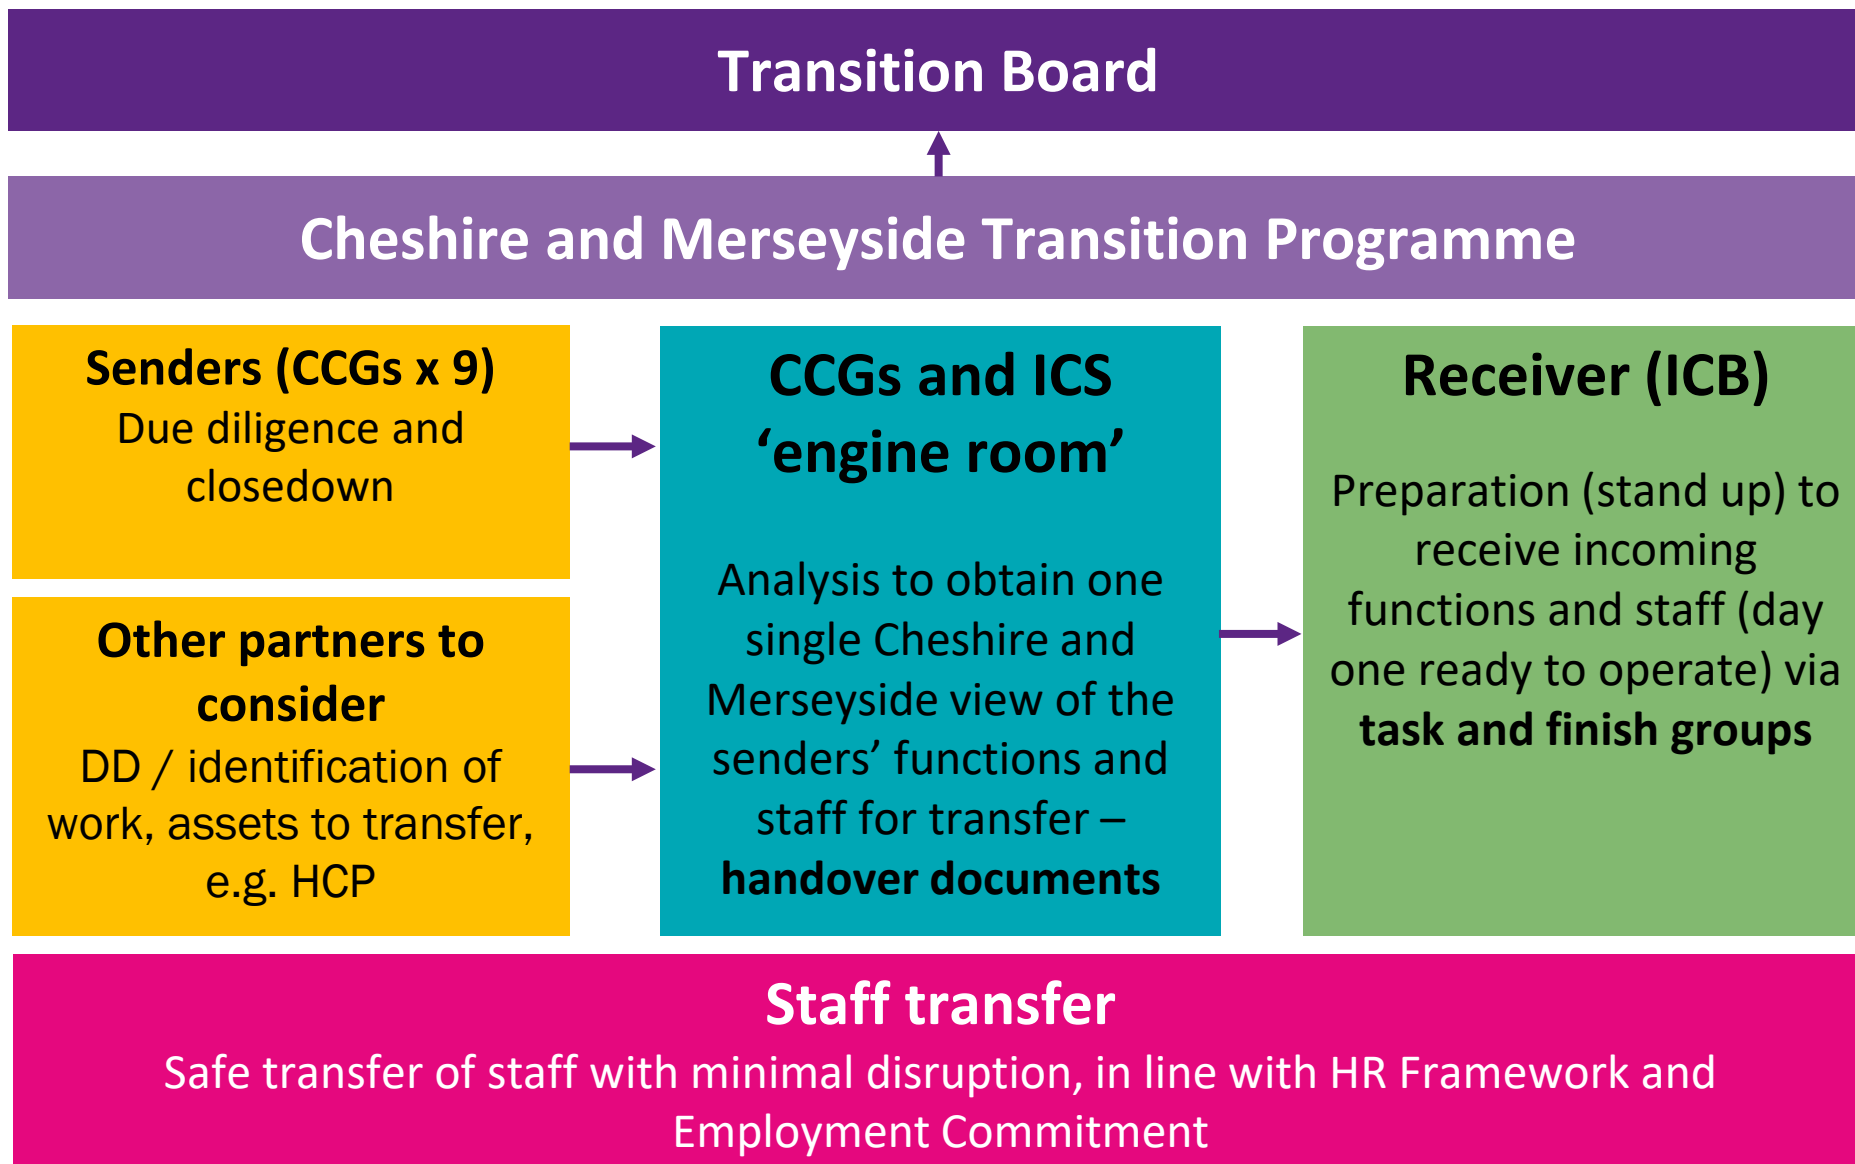 Transition Board
Cheshire and Merseyside Transition Programme
Senders (CCGs x 9)
Due diligence and
closedown
Other partners to
consider
DD / identification of
work, assets to transfer,
e.g. HCP
CCGs and ICS
‘engine room’
Analysis to obtain one
single Cheshire and
Merseyside view of the
senders’ functions and
staff for transfer –
handover documents
Receiver (ICB)
Preparation (stand up) to
receive incoming
functions and staff (day
one ready to operate) via
task and finish groups
Staff transfer
Safe transfer of staff with minimal disruption, in line with HR Framework and
Employment Commitment